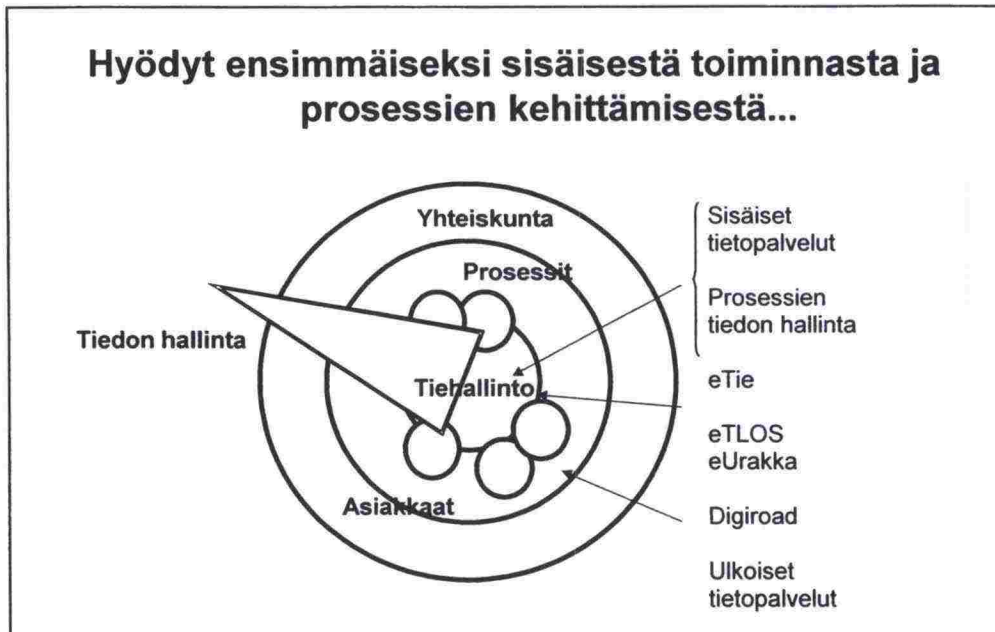 Hyödyt ensimmäiseksi sisäisestä toiminnasta ja
prosessien kehittämisestä...
Yhteiskunta
Prosessit
Tiedon hallinta
Tiehallinto
Asiakkaat
Sisäiset
tietopalvelut
Prosessien
tiedon hallinta
eTie
eTLOS
eUrakka
Digiroad
Ulkoiset
tietopalvelut